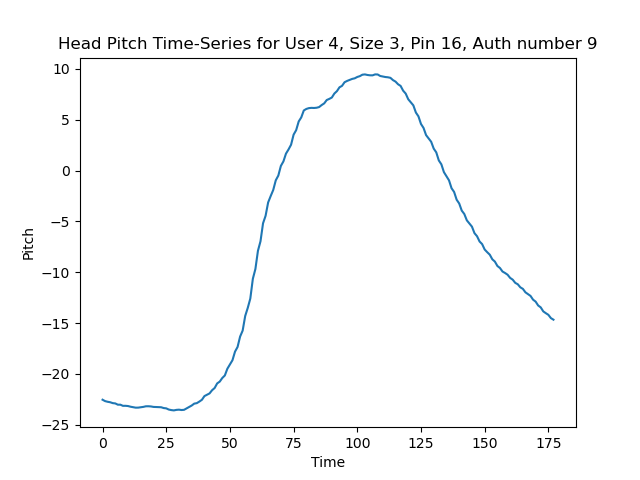 Head Pitch Time-Series for User 4, Size 3, Pin 16, Auth number 9
10
5
0
−5
−10
−15
−20
−25
Pitch
0 25 50 75 100 125 150 175
Time